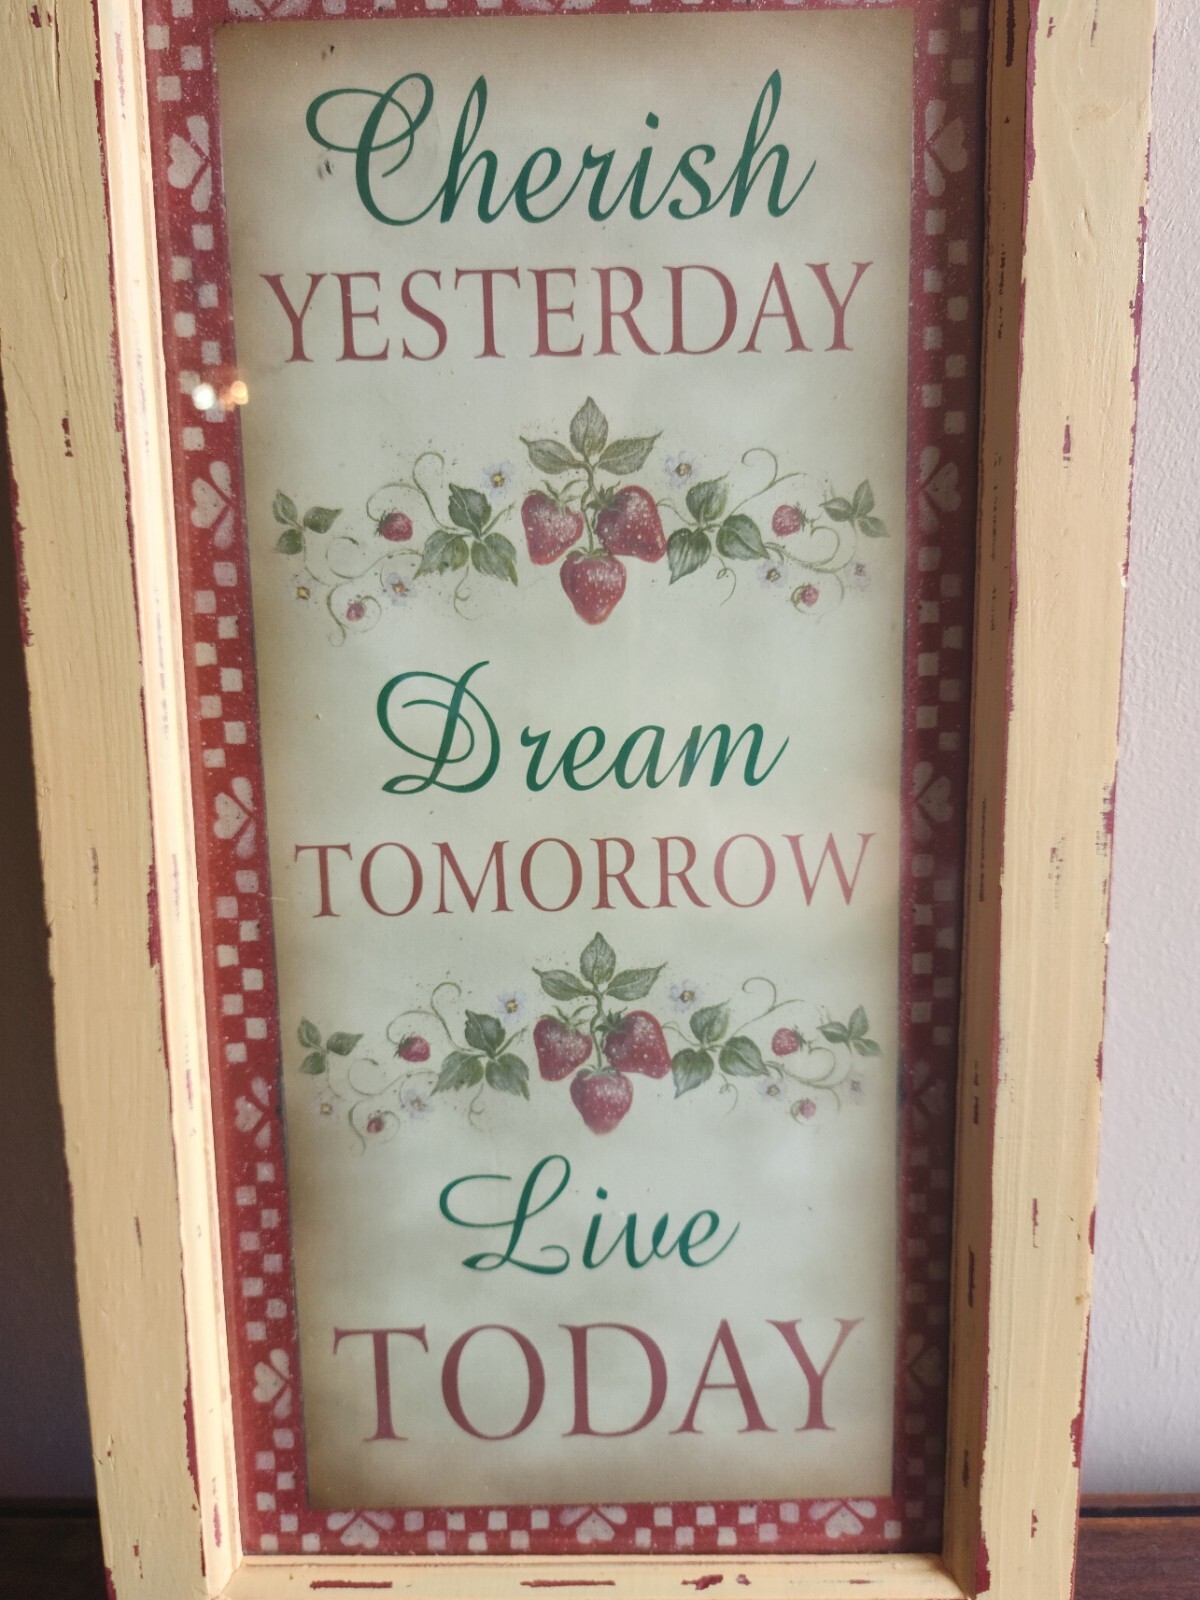 Cherish
YESTERDAY
Dream
TOMORROW
Live
TODAY